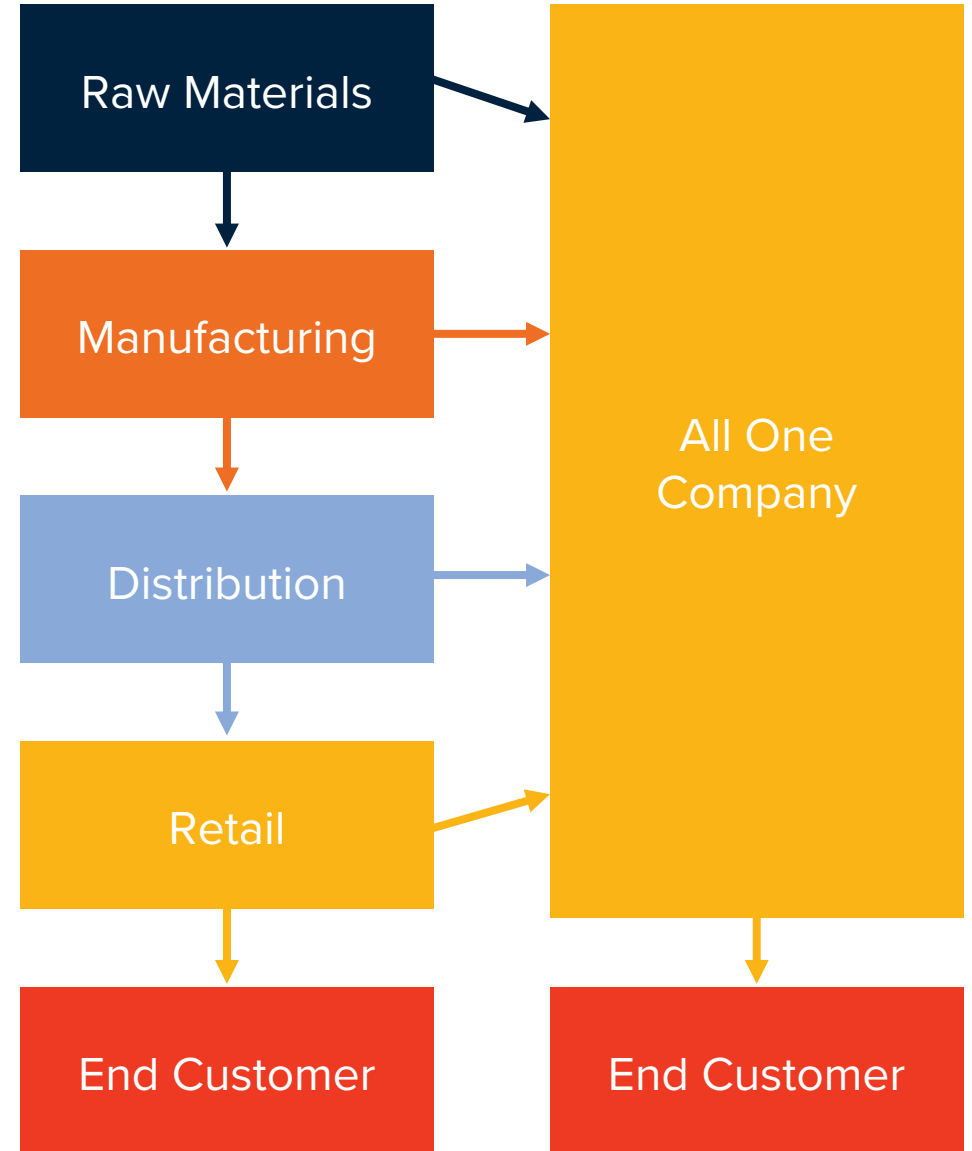 Raw Materials
Manufacturing
Distribution
Retail
End Customer
All One
Company
End Customer